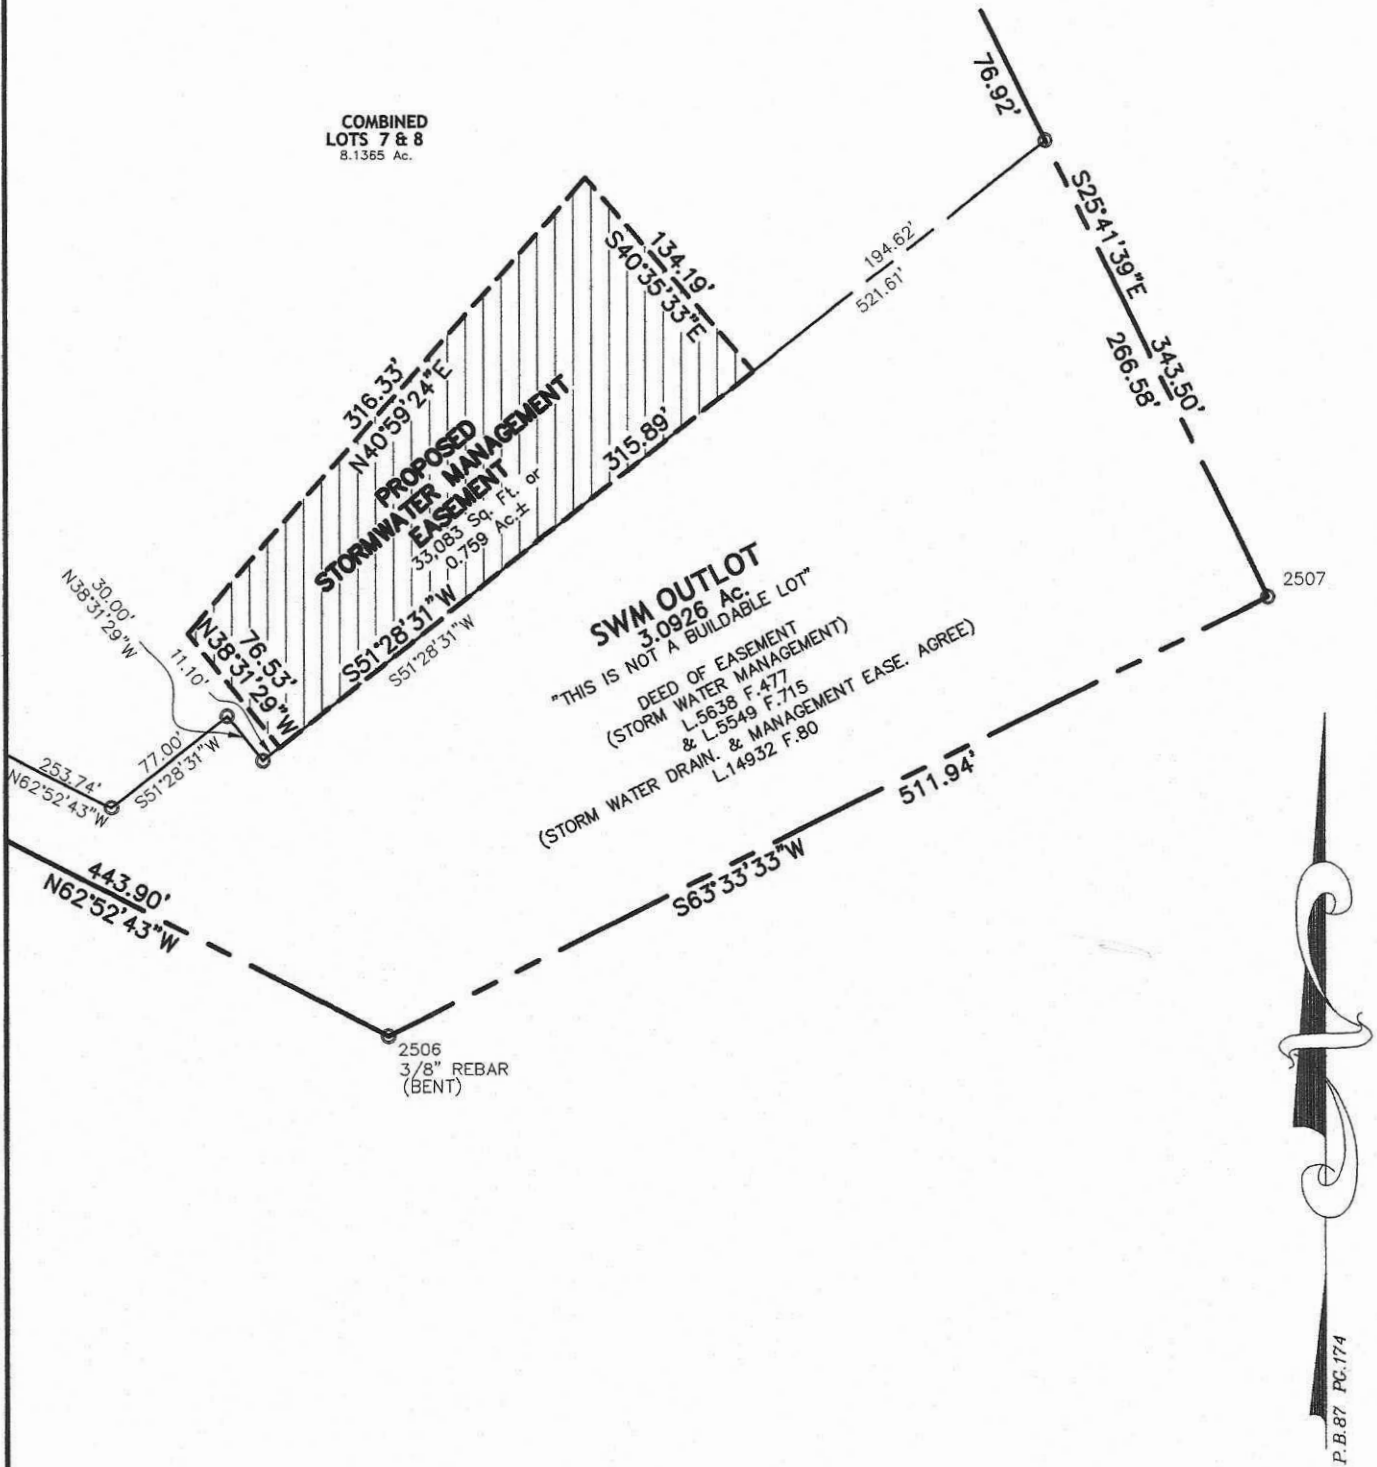 76.92'
COMBINED
LOTS 7 & 8
8.1365 Ac.
S25°41'39"E
343.50'
266.58'
134.19'
S40°35'33"E
194.62'
521.61'
316.33'
N40°59'24"E
PROPOSED
STORMWATER MANAGEMENT
EASEMENT
33,083 Sq. Ft. or
0.759 Ac.±
315.89'
S51°28'31"W
S51°28'31"W
30.00'
N38°31'29"W
11.10'
76.53'
N38°31'29"W
77.00'
S51°28'31"W
253.74'
N62°52'43"W
2507
SWM OUTLOT
3.0926 Ac.
"THIS IS NOT A BUILDABLE LOT"
DEED OF EASEMENT
(STORM WATER MANAGEMENT)
L.5638 F.477
& L.5549 F.715
(STORM WATER DRAIN. & MANAGEMENT EASE. AGREE)
L.14932 F.80
511.94'
S63°33'33"W
443.90'
N62°52'43"W
2506
3/8" REBAR
(BENT)
P.B.87 PG.174